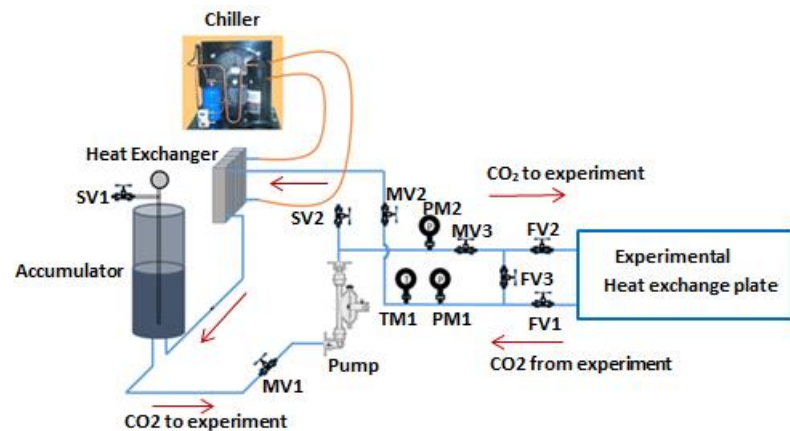 Chiller
Heat Exchanger
CO₂ to experiment
SV1
MV2
SV2
PM2
MV3
FV2
Experimental
Heat exchange plate
Accumulator
FV3
TM1
PM1
FV1
Pump
CO2 from experiment
MV1
CO2 to experiment